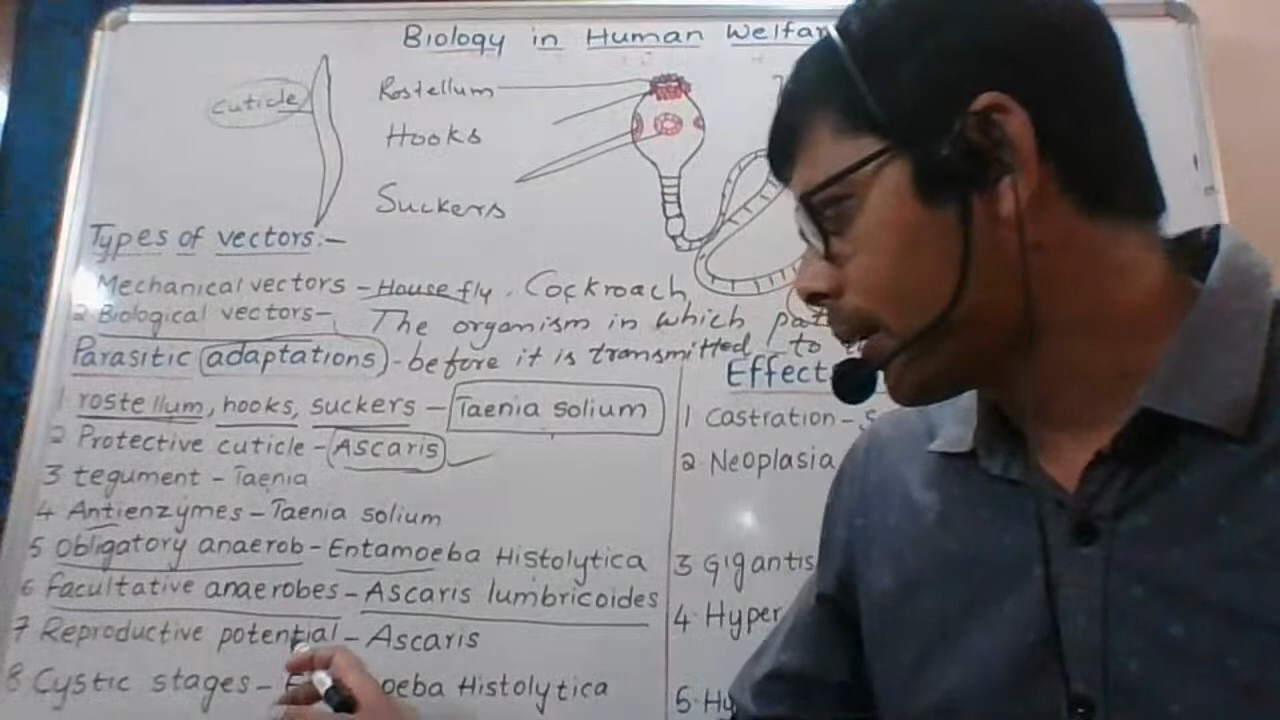 Biology in Human Welfar
cuticle
Rostellum
Hooks
Suckers
Types of vectors:-
Mechanical vectors - House fly, Cockroach
2 Biological vectors- The organism in which pat
Parasitic adaptations - before it is transmitted to
1 rostellum, hooks, suckers - Taenia solium
2 Protective cuticle - Ascaris
3 tegument - Taenia
4 Antienzymes - Taenia solium
5 Obligatory anaerob - Entamoeba Histolytica
6 Facultative anaerobes - Ascaris lumbricoides
7 Reproductive potential - Ascaris
8 Cystic stages - oeba Histolytica
Effect
1 Castration - S
2 Neoplasia
3 Gigantis
4 Hyper
5 Hy